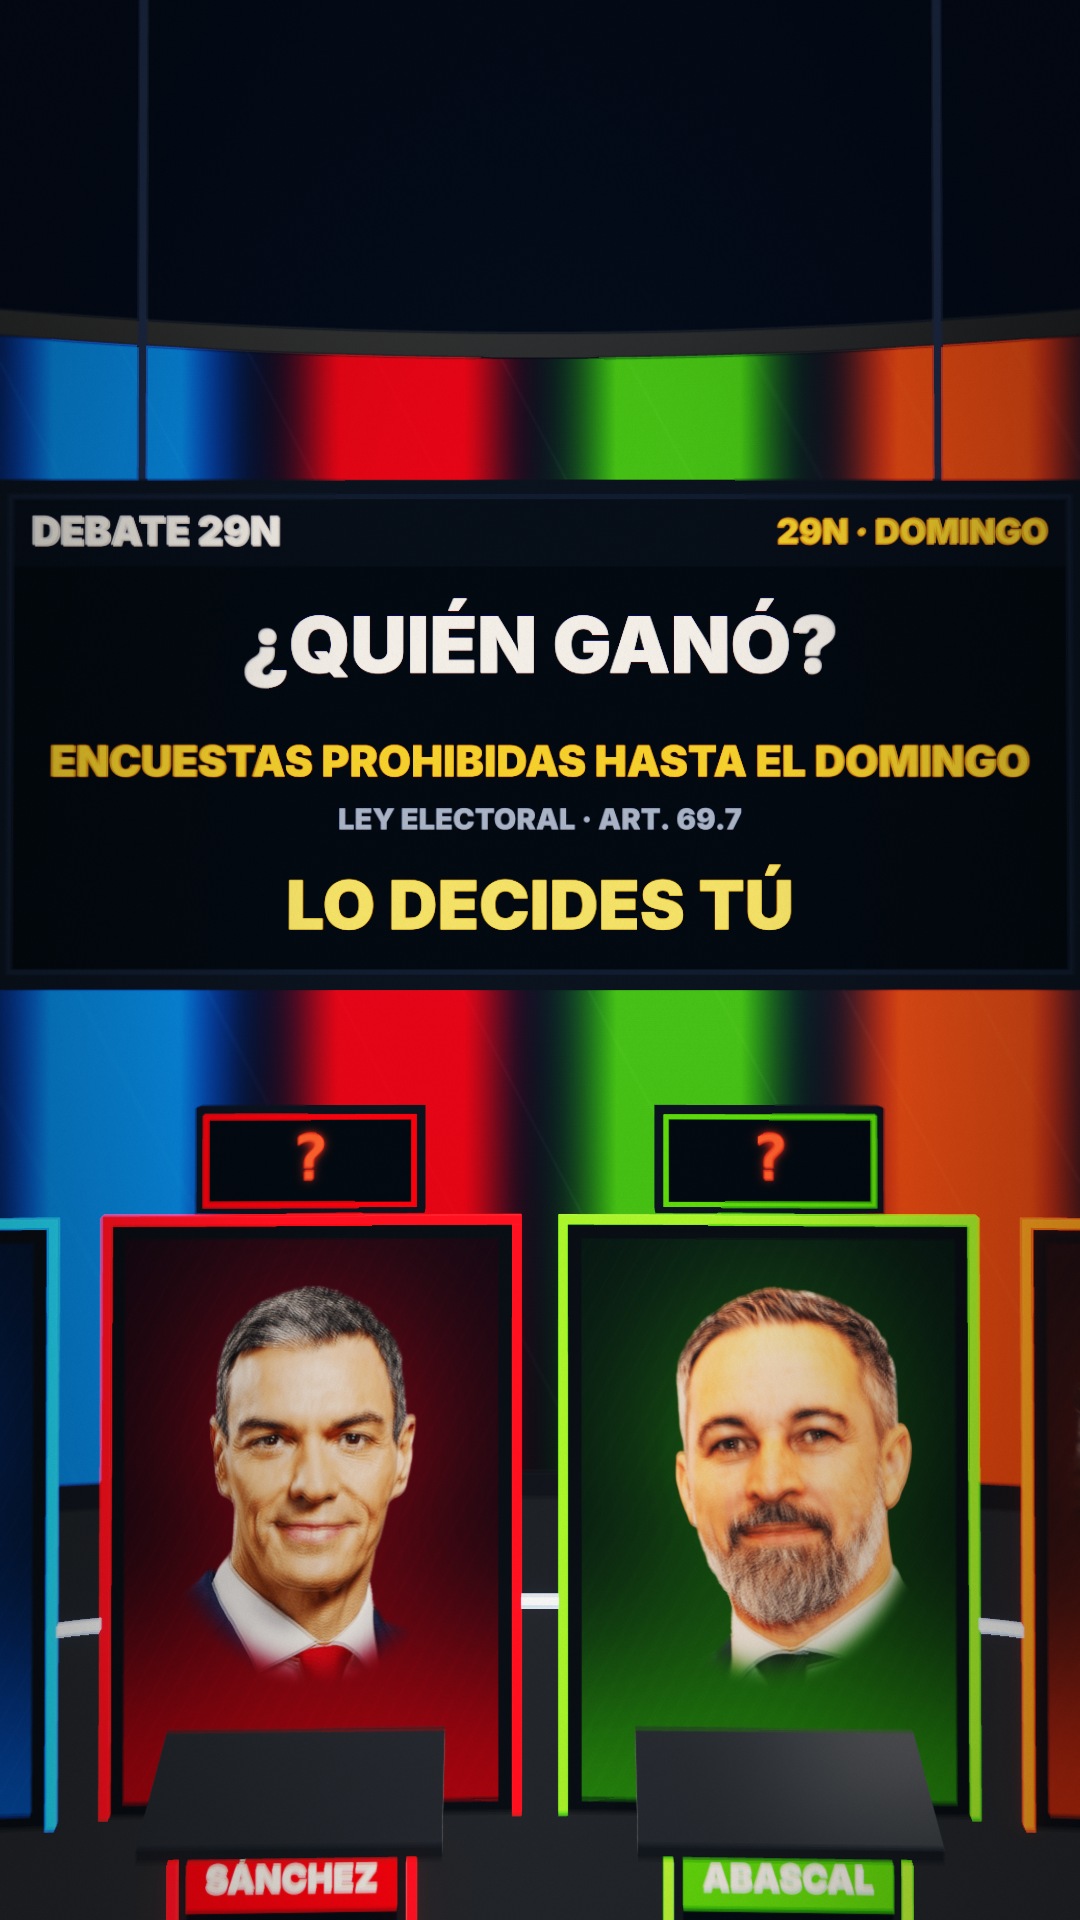 DEBATE 29N
29N · DOMINGO
¿QUIÉN GANÓ?
ENCUESTAS PROHIBIDAS HASTA EL DOMINGO
LEY ELECTORAL · ART. 69.7
LO DECIDES TÚ
?
?
SÁNCHEZ
ABASCAL